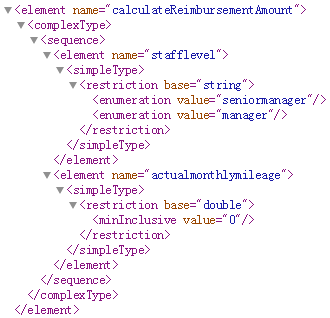 <element name="calculateReimbursementAmount">
<complexType>
<sequence>
<element name="stafflevel">
<simpleType>
<restriction base="string">
<enumeration value="seniormanager"/>
<enumeration value="manager"/>
</restriction>
</simpleType>
</element>
<element name="actualmonthlymileage">
<simpleType>
<restriction base="double">
<minInclusive value="0"/>
</restriction>
</simpleType>
</element>
</sequence>
</complexType>
</element>